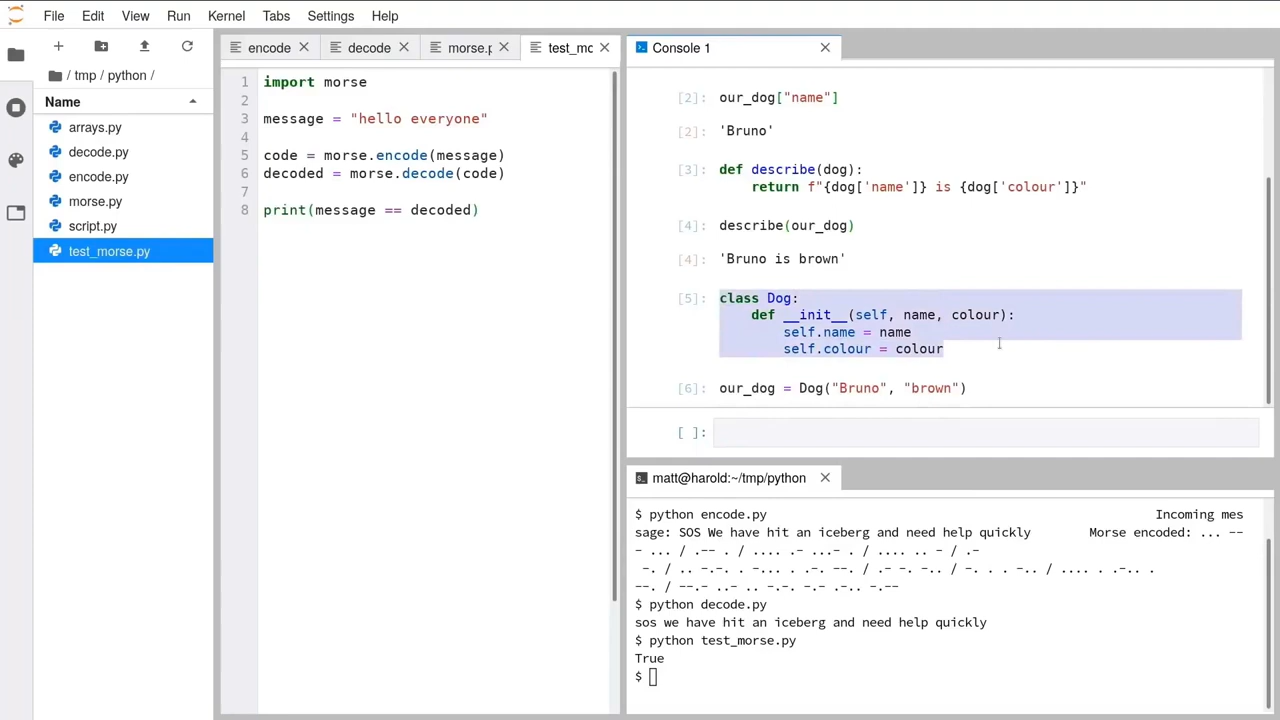 File Edit View Run Kernel Tabs Settings Help
/ tmp / python /
Name
arrays.py
decode.py
encode.py
morse.py
script.py
test_morse.py
encode
decode
morse.p
test_mo
1 import morse
2
3 message = "hello everyone"
4
5 code = morse.encode(message)
6 decoded = morse.decode(code)
7
8 print(message == decoded)
Console 1
[2]: our_dog["name"]
[2]: 'Bruno'
[3]: def describe(dog):
return f"{dog['name']} is {dog['colour']}"
[4]: describe(our_dog)
[4]: 'Bruno is brown'
[5]: class Dog:
def __init__(self, name, colour):
self.name = name
self.colour = colour
[6]: our_dog = Dog("Bruno", "brown")
[ ]:
matt@harold:~/tmp/python
$ python encode.py Incoming mes
sage: SOS We have hit an iceberg and need help quickly Morse encoded: ... --
- ... / .-- . / .... .- ...- . / .... .. - / .-
-. / .. -.-. . -... . .-. --. / .- -. -.. / -. . . -.. / .... . .-.. .
--. / --.- ..- .. -.-. -.- .-.. -.--
$ python decode.py
sos we have hit an iceberg and need help quickly
$ python test_morse.py
True
$